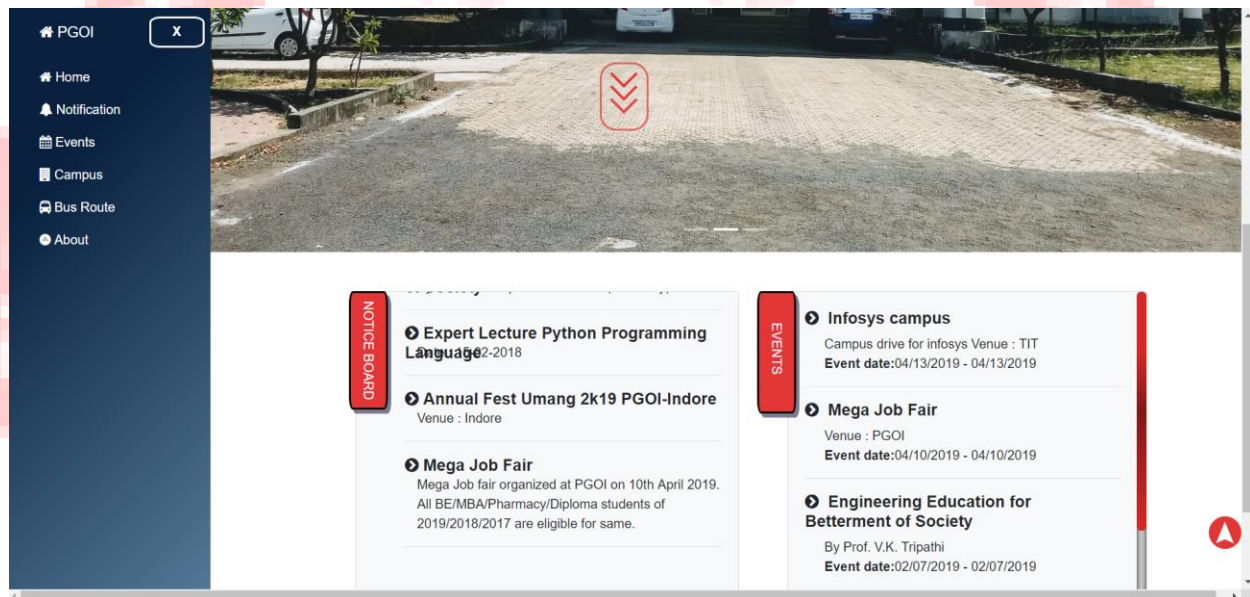 PGOI
X
Home
Notification
Events
Campus
Bus Route
About
NOTICE BOARD
Expert Lecture Python Programming
Language
-02-2018
Annual Fest Umang 2k19 PGOI-Indore
Venue : Indore
Mega Job Fair
Mega Job fair organized at PGOI on 10th April 2019.
All BE/MBA/Pharmacy/Diploma students of
2019/2018/2017 are eligible for same.
EVENTS
Infosys campus
Campus drive for infosys Venue : TIT
Event date:04/13/2019 - 04/13/2019
Mega Job Fair
Venue : PGOI
Event date:04/10/2019 - 04/10/2019
Engineering Education for
Betterment of Society
By Prof. V.K. Tripathi
Event date:02/07/2019 - 02/07/2019